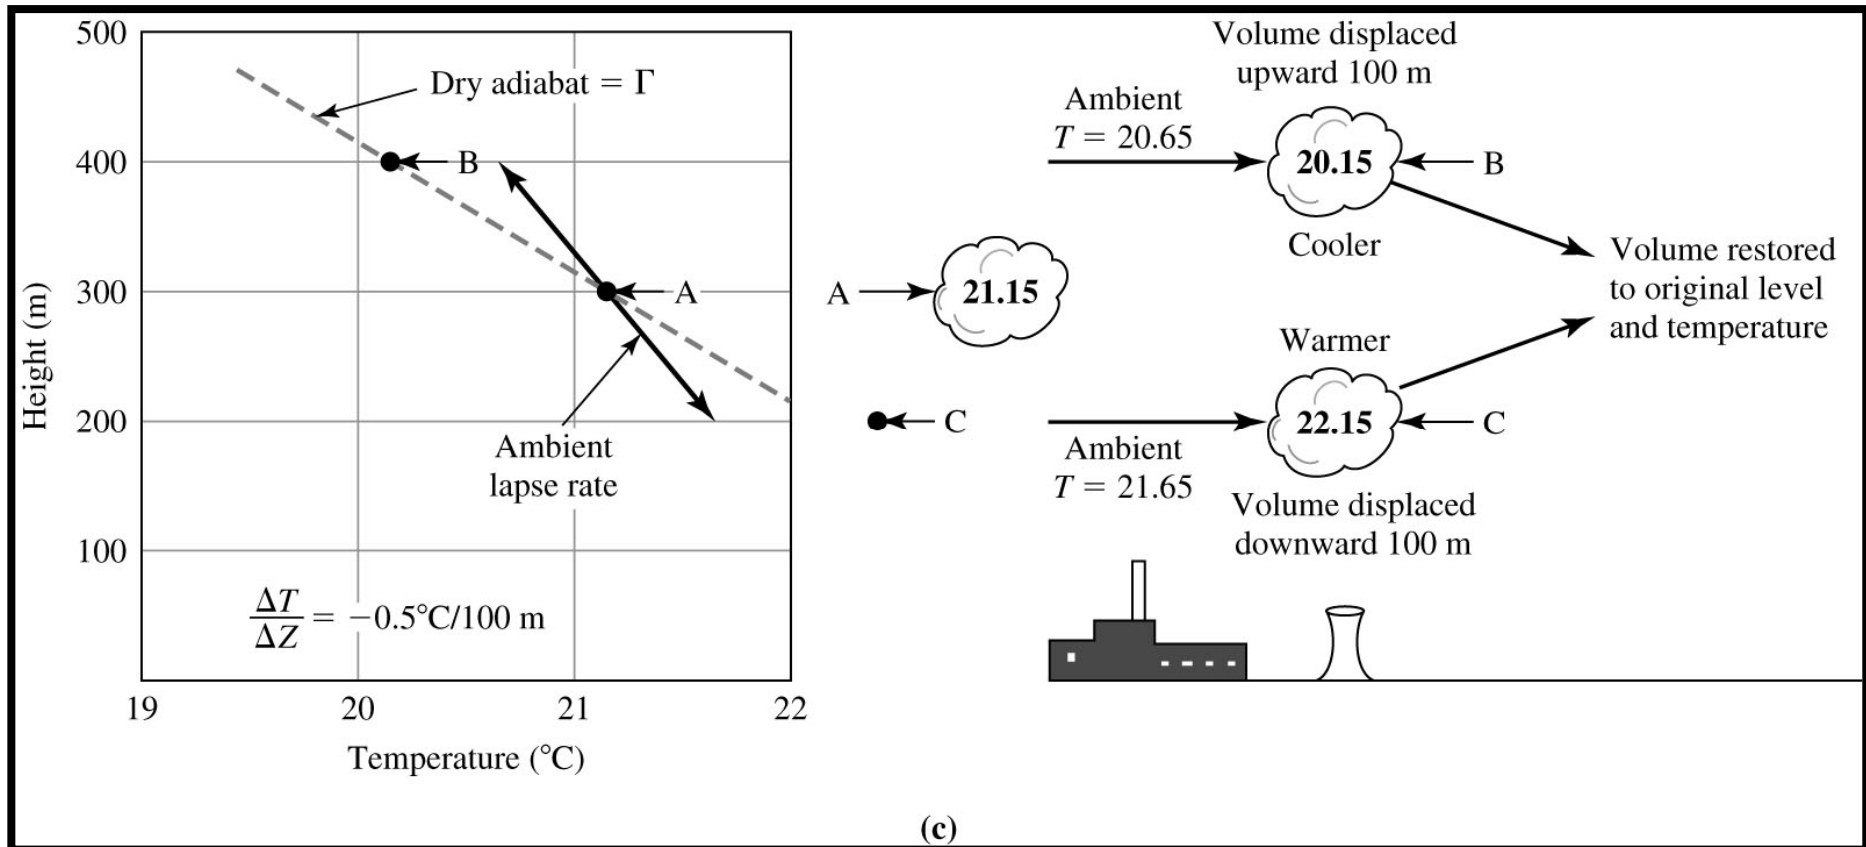 500
400
300
200
100
Height (m)
19
20
21
22
Temperature (°C)
Dry adiabat = Γ
B
A
Ambient
lapse rate
ΔT
ΔZ
= −0.5°C/100 m
Volume displaced
upward 100 m
Ambient
T = 20.65
20.15
B
Cooler
A
21.15
Volume restored
to original level
and temperature
Warmer
C
22.15
C
Ambient
T = 21.65
Volume displaced
downward 100 m
(c)